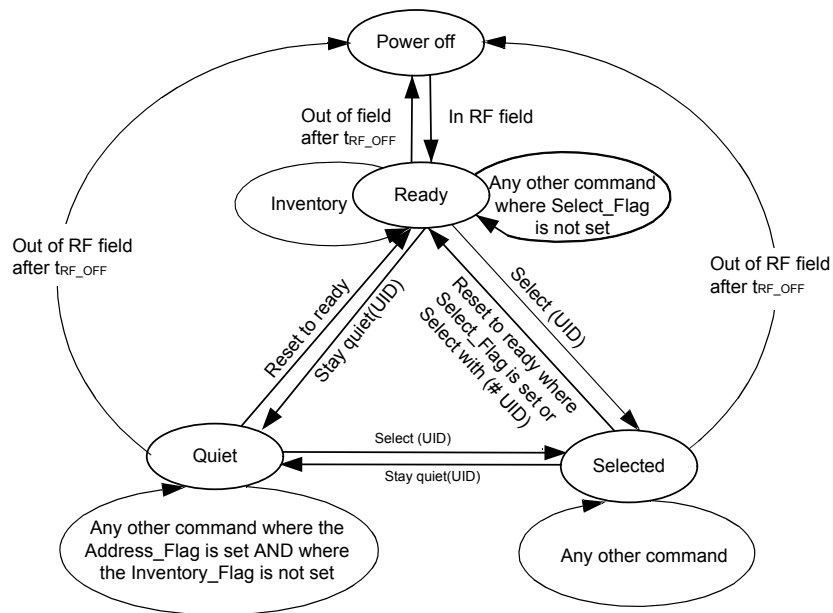 Power off
Out of field
after tRF_OFF
In RF field
Inventory
Ready
Any other command
where Select_Flag
is not set
Out of RF field
after tRF_OFF
Out of RF field
after tRF_OFF
Reset to ready
Stay quiet(UID)
Select (UID)
Reset to ready where
Select_Flag is set or
Select with (# UID)
Quiet
Select (UID)
Stay quiet(UID)
Selected
Any other command where the
Address_Flag is set AND where
the Inventory_Flag is not set
Any other command